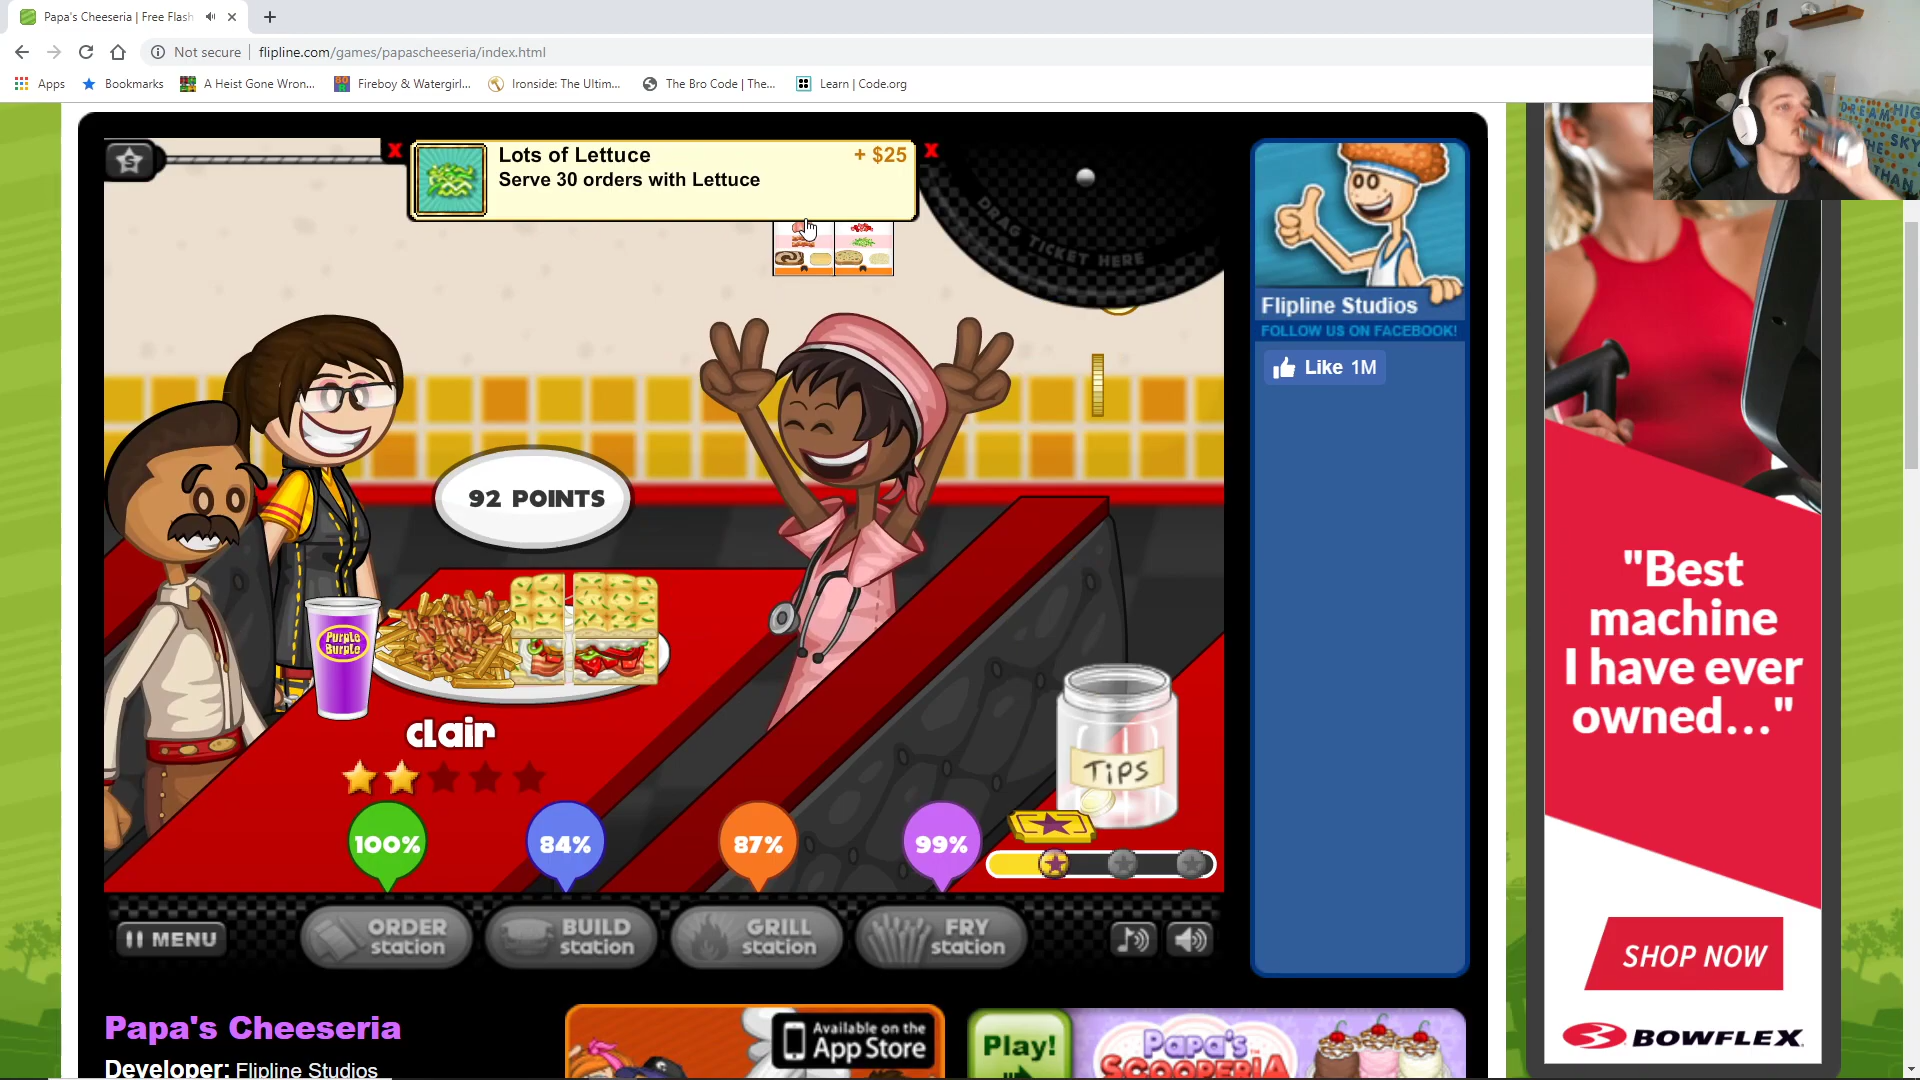 Papa's Cheeseria | Free Flash
Not secure
flipline.com/games/papascheeseria/index.html
Apps
Bookmarks
A Heist Gone Wron...
Fireboy & Watergirl...
Ironside: The Ultim...
The Bro Code | The...
Learn | Code.org
DREAM HIG
SKY
THAN
Lots of Lettuce
+ $25
Serve 30 orders with Lettuce
DRAG TICKET HERE
Flipline Studios
FOLLOW US ON FACEBOOK!
Like 1M
92 POINTS
Purple
Burple
clair
TiPS
100%
84%
87%
99%
MENU
ORDER
station
BUILD
station
GRILL
station
FRY
station
"Best
machine
I have ever
owned..."
SHOP NOW
BOWFLEX
Papa's Cheeseria
Developer: Flipline Studios
Available on the
App Store
Play!
Papa's
SCOOPERIA